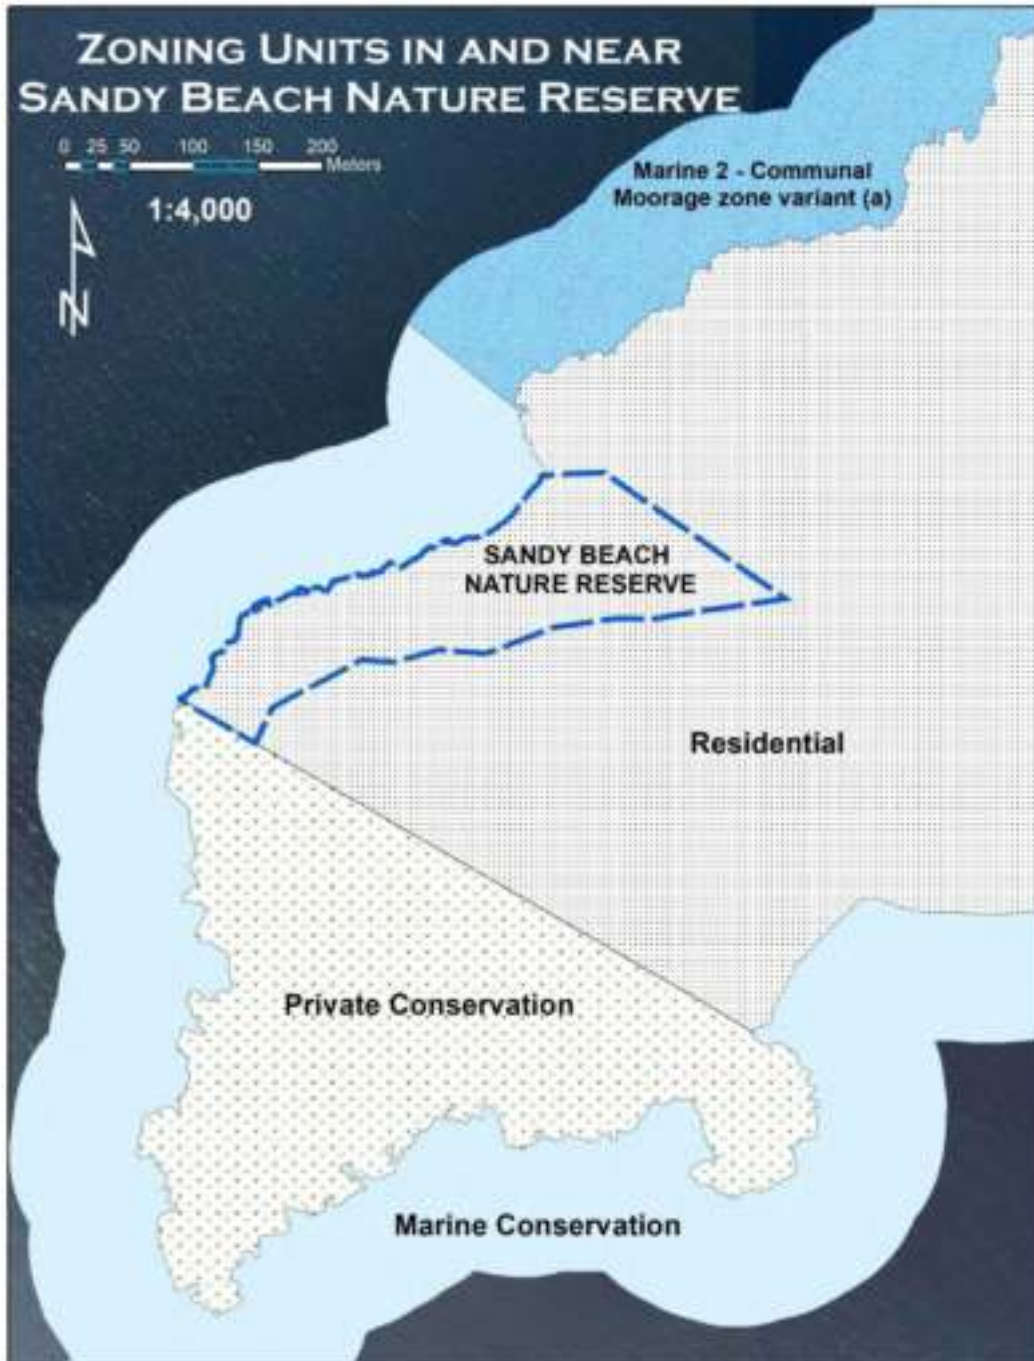 ZONING UNITS IN AND NEAR
SANDY BEACH NATURE RESERVE
0 25 50 100 150 200
Meters
1:4,000
N
Marine 2 - Communal
Moorage zone variant (a)
SANDY BEACH
NATURE RESERVE
Residential
Private Conservation
Marine Conservation